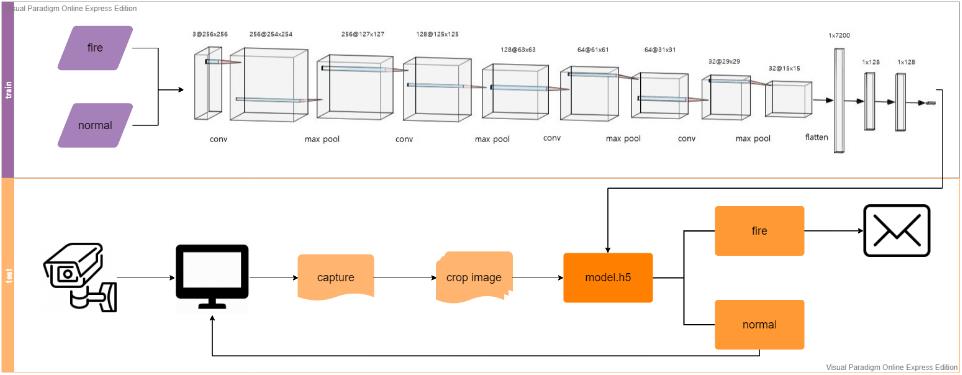 Visual Paradigm Online Express Edition
train
fire
normal
3@256x256
256@254x254
256@127x127
128@125x125
128@63x63
64@61x61
64@31x31
32@29x29
32@15x15
1x7200
1x128
1x128
conv
max pool
conv
max pool
conv
max pool
conv
max pool
flatten
test
capture
crop image
model.h5
fire
normal
Visual Paradigm Online Express Edition